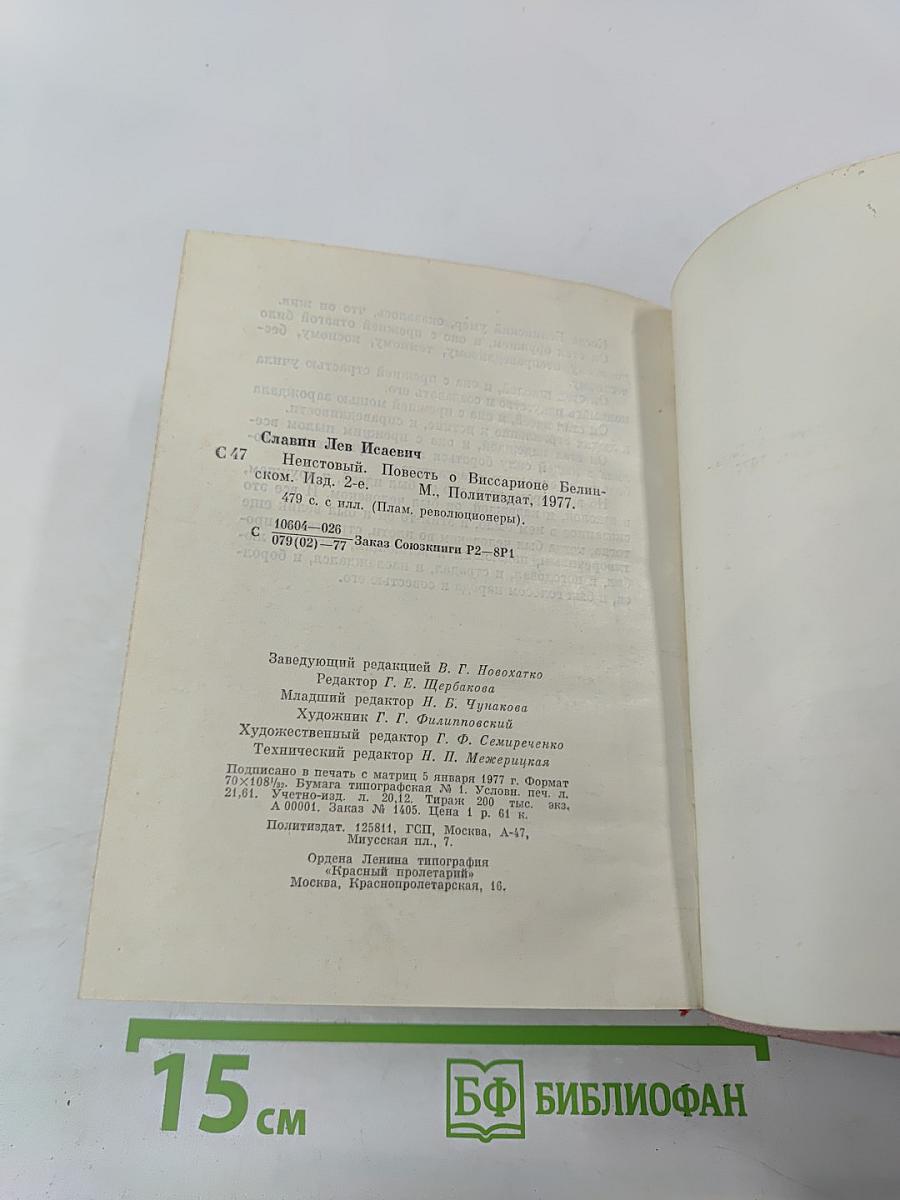 Славин Лев Исаевич
С 47
Неистовый. Повесть о Виссарионе Белин-
ском. Изд. 2-е. М., Политиздат, 1977.
479 с. с илл. (Плам. революционеры).
С 10604—026
079(02)—77 Заказ Союзкниги Р2—8Р1
Заведующий редакцией В. Г. Новохатко
Редактор Г. Е. Щербакова
Младший редактор Н. Б. Чунакова
Художник Г. Г. Филипповский
Художественный редактор Г. Ф. Семиреченко
Технический редактор Н. П. Межерицкая
Подписано в печать с матриц 5 января 1977 г. Формат
70×108¹/₃₂. Бумага типографская № 1. Условн. печ. л.
21,61. Учетно-изд. л. 20,12. Тираж 200 тыс. экз.
А 00001. Заказ № 1405. Цена 1 р. 61 к.
Политиздат. 125811, ГСП, Москва, А-47,
Миусская пл., 7.
Ордена Ленина типография
«Красный пролетарий»
Москва, Краснопролетарская, 16.
15 см
БФ БИБЛИОФАН